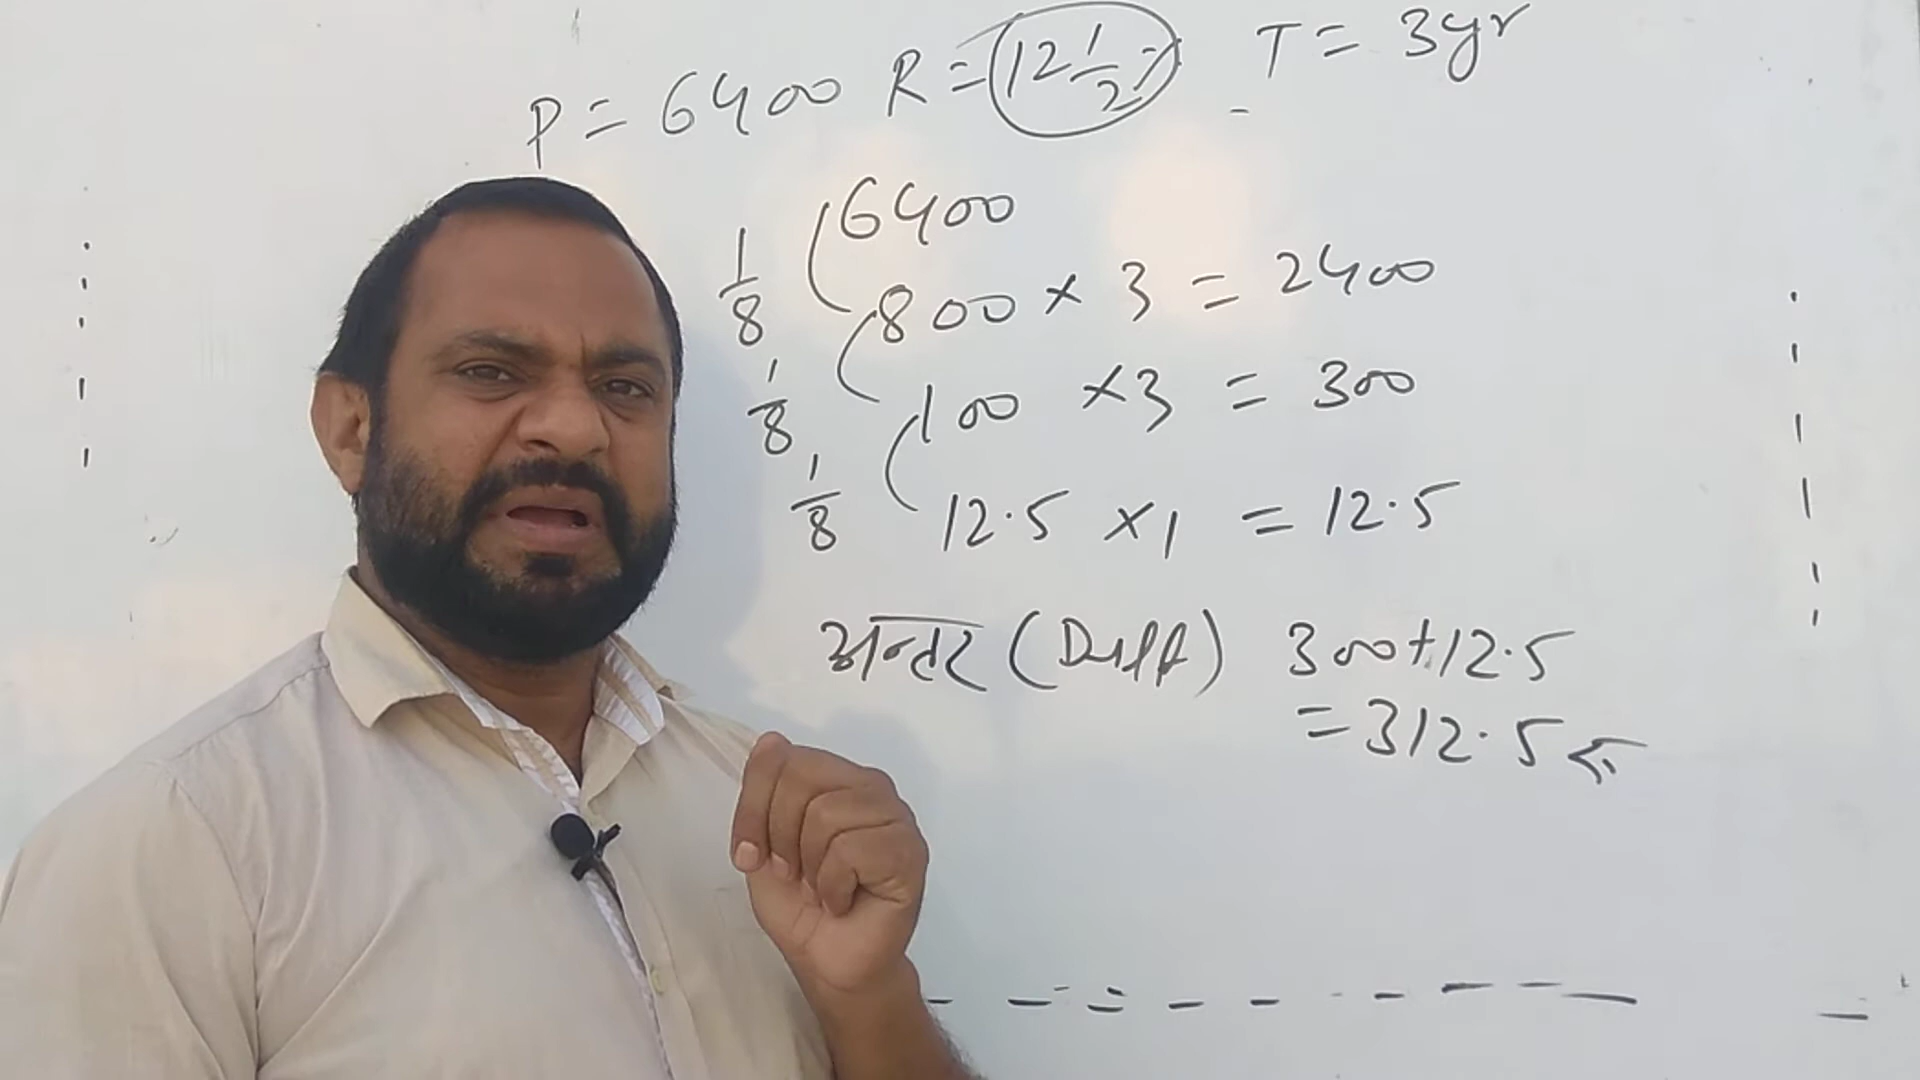 P = 6400 R = 12 1/2 % T = 3yr
6400
1/8 800 × 3 = 2400
1/8 100 × 3 = 300
1/8 12.5 × 1 = 12.5
अन्तर (Diff) 300+12.5
= 312.5 रू.